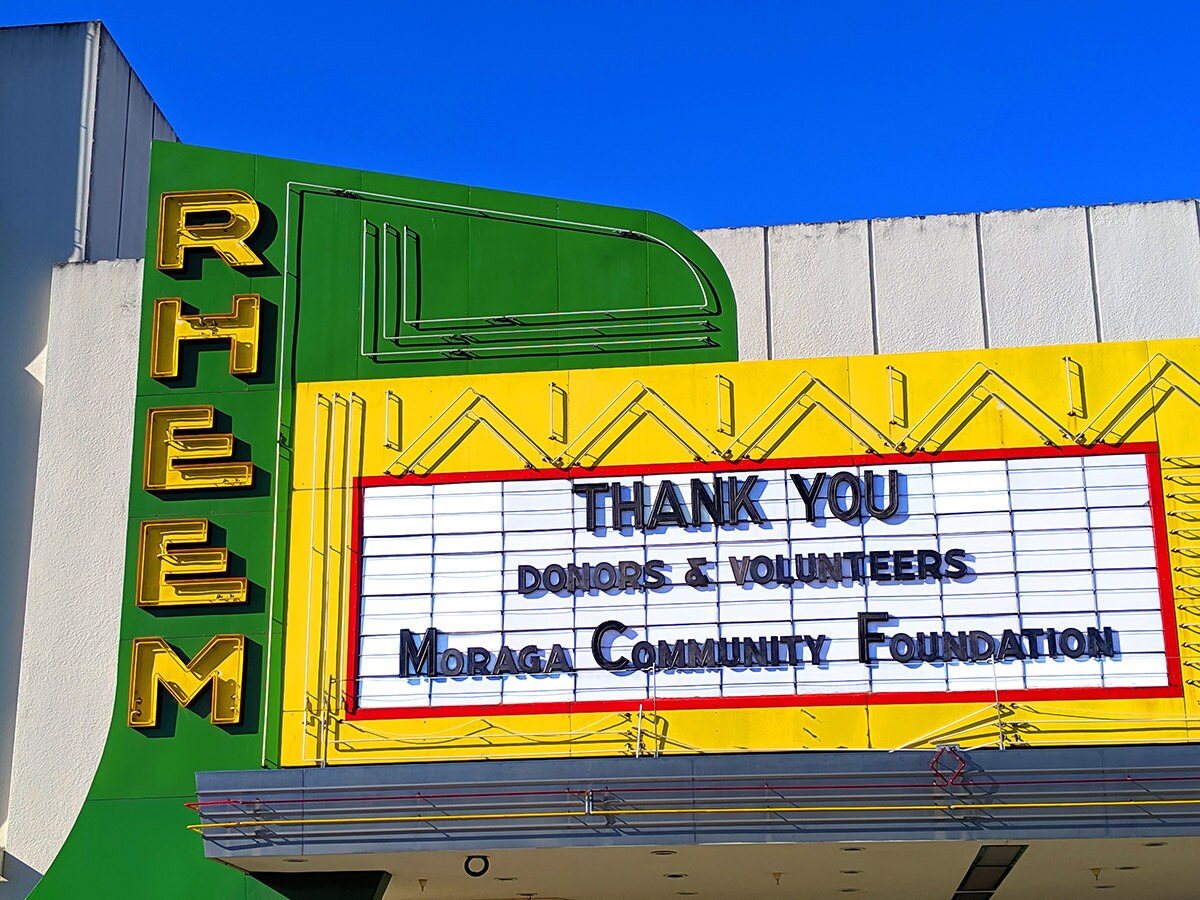 RHEEM
THANK YOU
DONORS & VOLUNTEERS
MORAGA COMMUNITY FOUNDATION